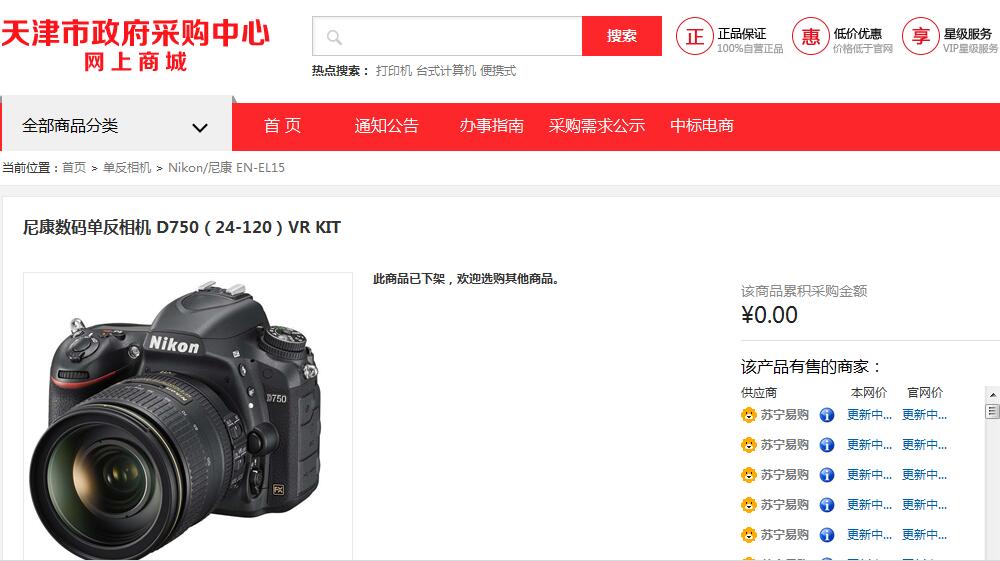 天津市政府采购中心
网上商城
搜索
热点搜索： 打印机 台式计算机 便携式
正 正品保证
100%自营正品
惠 低价优惠
价格低于官网
享 星级服务
VIP星级服务
全部商品分类
首 页 通知公告 办事指南 采购需求公示 中标电商
当前位置：首页 > 单反相机 > Nikon/尼康 EN-EL15
尼康数码单反相机 D750（24-120）VR KIT
Nikon
D750
FX
此商品已下架，欢迎选购其他商品。
该商品累积采购金额
¥0.00
该产品有售的商家：
供应商 本网价 官网价
苏宁易购 更新中... 更新中...
苏宁易购 更新中... 更新中...
苏宁易购 更新中... 更新中...
苏宁易购 更新中... 更新中...
苏宁易购 更新中... 更新中...